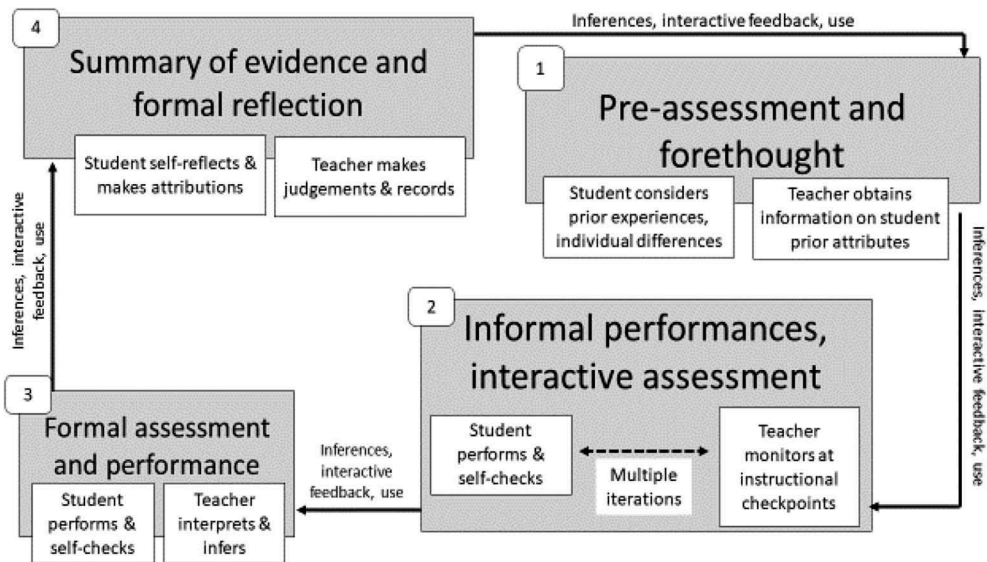 4
Summary of evidence and
formal reflection
Student self-reflects &
makes attributions
Teacher makes
judgements & records
Inferences, interactive feedback, use
1
Pre-assessment and
forethought
Student considers
prior experiences,
individual differences
Teacher obtains
information on student
prior attributes
Inferences, interactive feedback, use
2
Informal performances,
interactive assessment
Student
performs &
self-checks
Multiple
iterations
Teacher
monitors at
instructional
checkpoints
Inferences,
interactive
feedback, use
3
Formal assessment
and performance
Student
performs &
self-checks
Teacher
interprets &
infers
Inferences, interactive
feedback, use